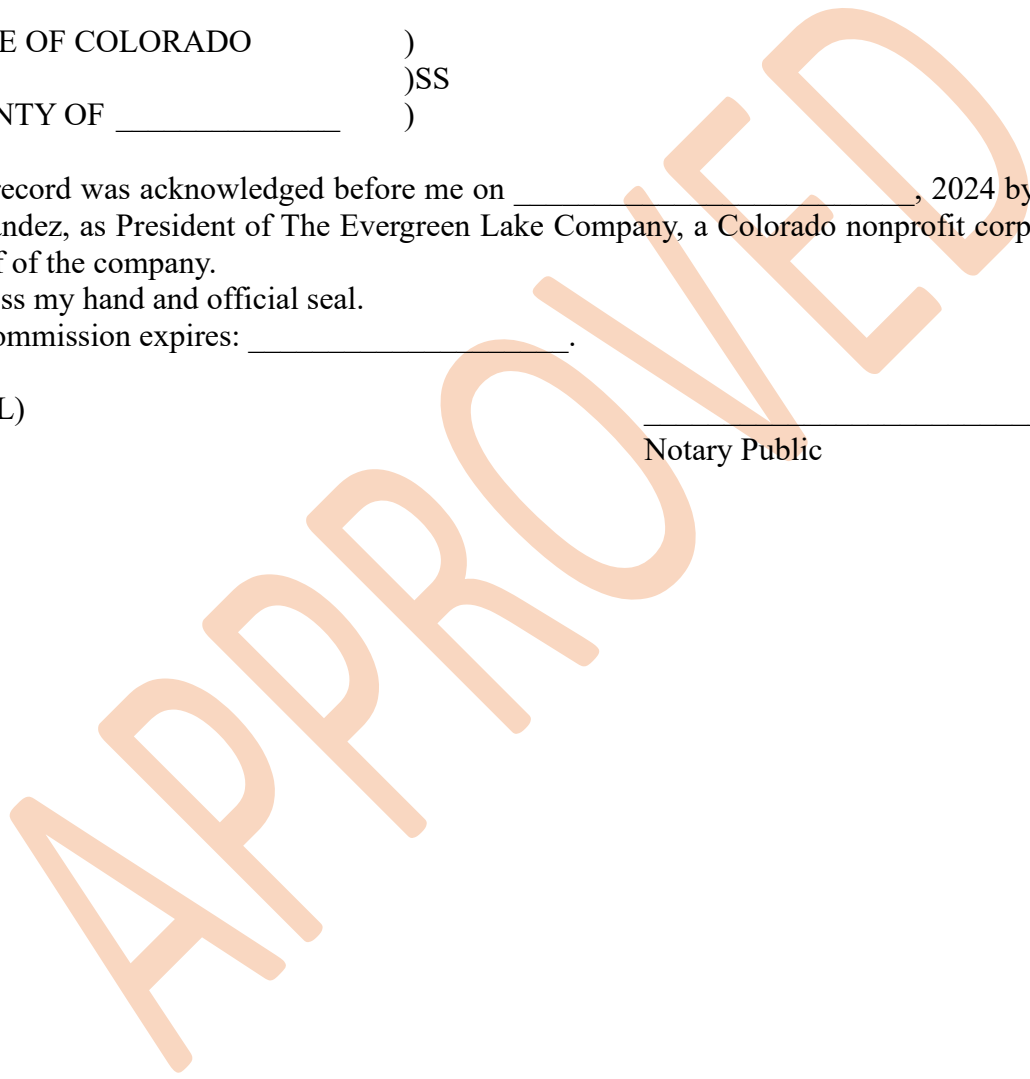 E OF COLORADO )
)SS
NTY OF ______________ )
record was acknowledged before me on _________________________, 2024 by
ndez, as President of The Evergreen Lake Company, a Colorado nonprofit corp
f of the company.
ss my hand and official seal.
ommission expires: ____________________.
L)
_________________________
Notary Public
APPROVED